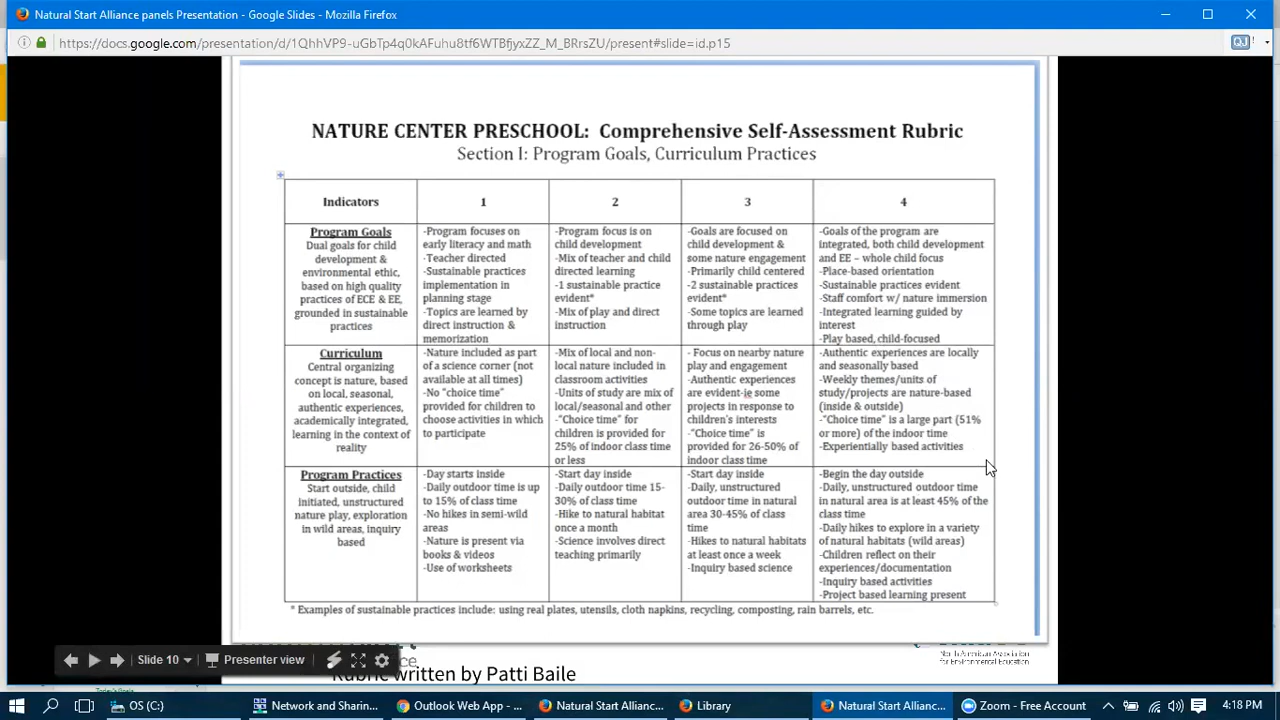 Natural Start Alliance panels Presentation - Google Slides - Mozilla Firefox
https://docs.google.com/presentation/d/1QhhVP9-uGbTp4q0kAFuhu8tf6WTBfjyxZZ_M_BRrsZU/present#slide=id.p15
NATURE CENTER PRESCHOOL: Comprehensive Self-Assessment Rubric
Section I: Program Goals, Curriculum Practices
Indicators
1
2
3
4
Program Goals
Dual goals for child
development &
environmental ethic,
based on high quality
practices of ECE & EE,
grounded in sustainable
practices
-Program focuses on
early literacy and math
-Teacher directed
-Sustainable practices
implementation in
planning stage
-Topics are learned by
direct instruction &
memorization
-Program focus is on
child development
-Mix of teacher and child
directed learning
-1 sustainable practice
evident*
-Mix of play and direct
instruction
-Goals are focused on
child development &
some nature engagement
-Primarily child centered
-2 sustainable practices
evident*
-Some topics are learned
through play
-Goals of the program are
integrated, both child development
and EE – whole child focus
-Place-based orientation
-Sustainable practices evident
-Staff comfort w/ nature immersion
-Integrated learning guided by
interest
-Play based, child-focused
Curriculum
Central organizing
concept is nature, based
on local, seasonal,
authentic experiences,
academically integrated,
learning in the context of
reality
-Nature included as part
of a science corner (not
available at all times)
-No "choice time"
provided for children to
choose activities in which
to participate
-Mix of local and non-
local nature included in
classroom activities
-Units of study are mix of
local/seasonal and other
-"Choice time" for
children is provided for
25% of indoor class time
or less
- Focus on nearby nature
play and engagement
-Authentic experiences
are evident-ie some
projects in response to
children's interests
-"Choice time" is
provided for 26-50% of
indoor class time
-Authentic experiences are locally
and seasonally based
-Weekly themes/units of
study/projects are nature-based
(inside & outside)
-"Choice time" is a large part (51%
or more) of the indoor time
-Experientially based activities
Program Practices
Start outside, child
initiated, unstructured
nature play, exploration
in wild areas, inquiry
based
-Day starts inside
-Daily outdoor time is up
to 15% of class time
-No hikes in semi-wild
areas
-Nature is present via
books & videos
-Use of worksheets
-Start day inside
-Daily outdoor time 15-
30% of class time
-Hike to natural habitat
once a month
-Science involves direct
teaching primarily
-Start day inside
-Daily, unstructured
outdoor time in natural
area 30-45% of class
time
-Hikes to natural habitats
at least once a week
-Inquiry based science
-Begin the day outside
-Daily, unstructured outdoor time
in natural area is at least 45% of the
class time
-Daily hikes to explore in a variety
of natural habitats (wild areas)
-Children reflect on their
experiences/documentation
-Inquiry based activities
-Project based learning present
* Examples of sustainable practices include: using real plates, utensils, cloth napkins, recycling, composting, rain barrels, etc.
Slide 10
Presenter view
North American Association
for Environmental Education
Rubric written by Patti Baile
Today's Goals
OS (C:)
Network and Sharin...
Outlook Web App - ...
Natural Start Allianc...
Library
Natural Start Allianc...
Zoom - Free Account
4:18 PM